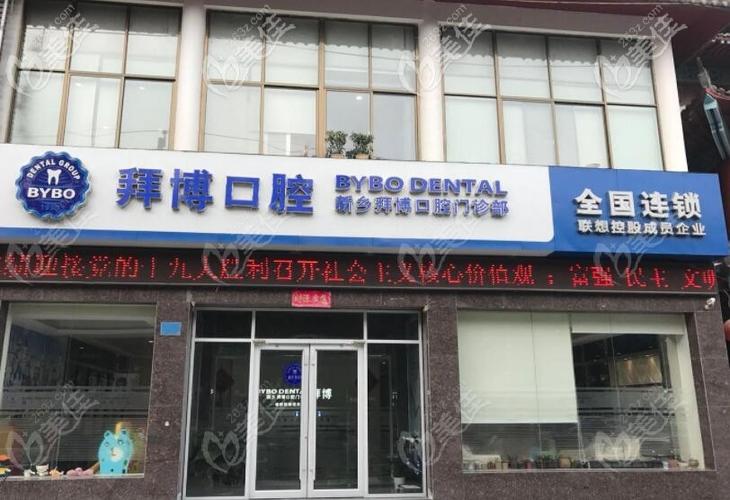 DENTAL GROUP
BYBO
拜博口腔
BYBO DENTAL
新乡拜博口腔门诊部
全国连锁
联想控股成员企业
迎接党的十九大胜利召开社会主义核心价值观：富强 民主 文明
BYBO
BYBO DENTAL 拜博